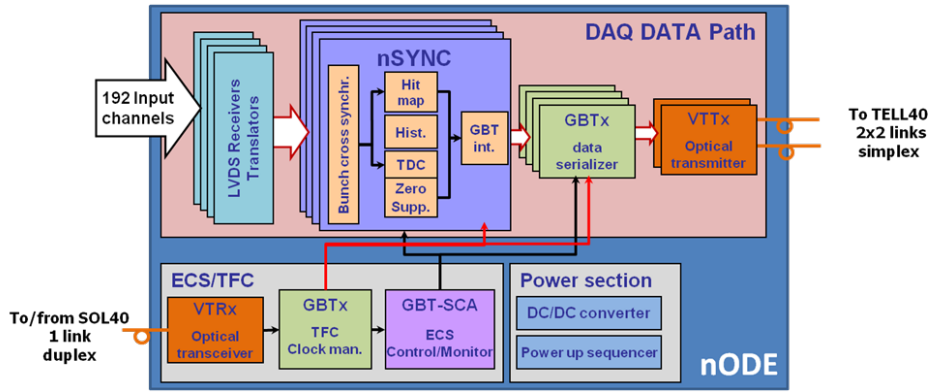 DAQ DATA Path
192 Input
channels
LVDS Receivers
Translators
nSYNC
Bunch cross synchr.
Hit
map
Hist.
TDC
Zero
Supp.
GBT
int.
GBTx
data
serializer
VTTx
Optical
transmitter
To TELL40
2x2 links
simplex
ECS/TFC
VTRx
Optical
transceiver
GBTx
TFC
Clock man.
GBT-SCA
ECS
Control/Monitor
To/from SOL40
1 link
duplex
Power section
DC/DC converter
Power up sequencer
nODE